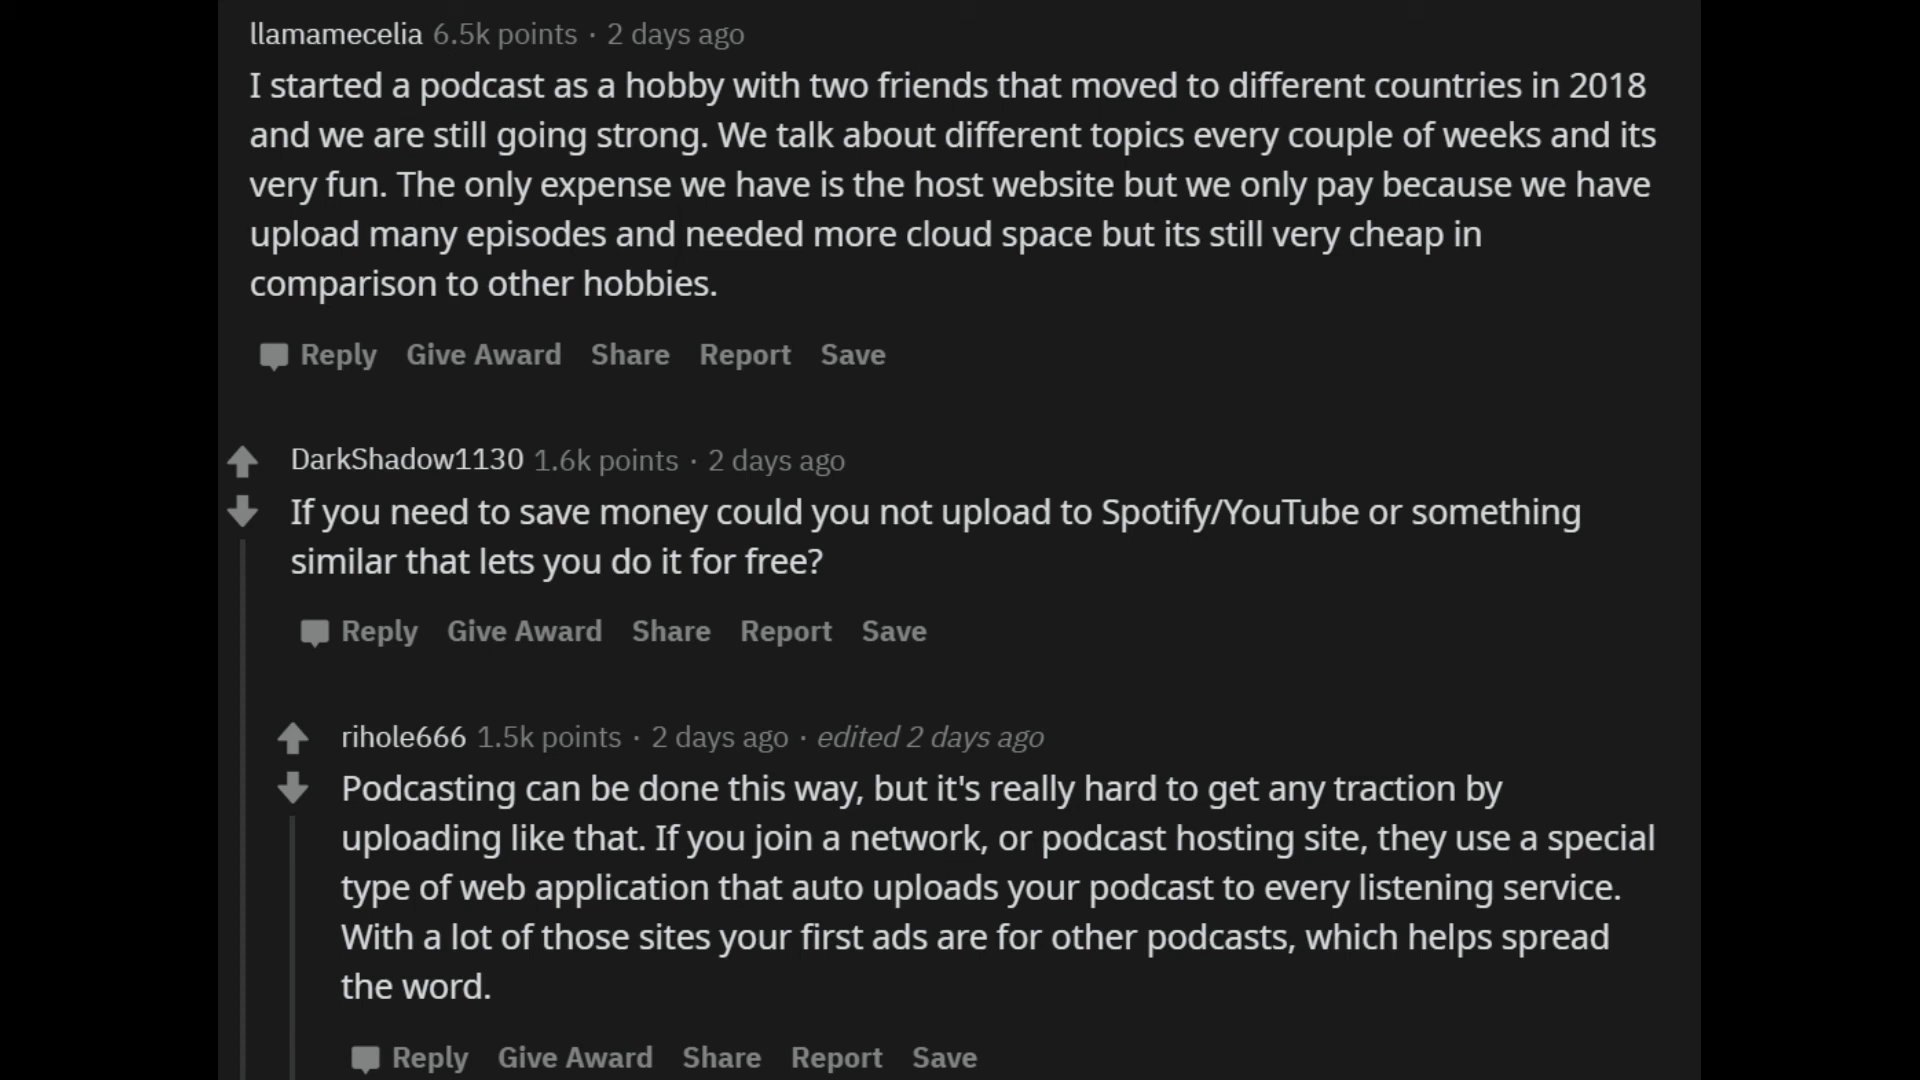 llamamecelia 6.5k points · 2 days ago
I started a podcast as a hobby with two friends that moved to different countries in 2018
and we are still going strong. We talk about different topics every couple of weeks and its
very fun. The only expense we have is the host website but we only pay because we have
upload many episodes and needed more cloud space but its still very cheap in
comparison to other hobbies.
Reply Give Award Share Report Save
DarkShadow1130 1.6k points · 2 days ago
If you need to save money could you not upload to Spotify/YouTube or something
similar that lets you do it for free?
Reply Give Award Share Report Save
rihole666 1.5k points · 2 days ago · edited 2 days ago
Podcasting can be done this way, but it's really hard to get any traction by
uploading like that. If you join a network, or podcast hosting site, they use a special
type of web application that auto uploads your podcast to every listening service.
With a lot of those sites your first ads are for other podcasts, which helps spread
the word.
Reply Give Award Share Report Save